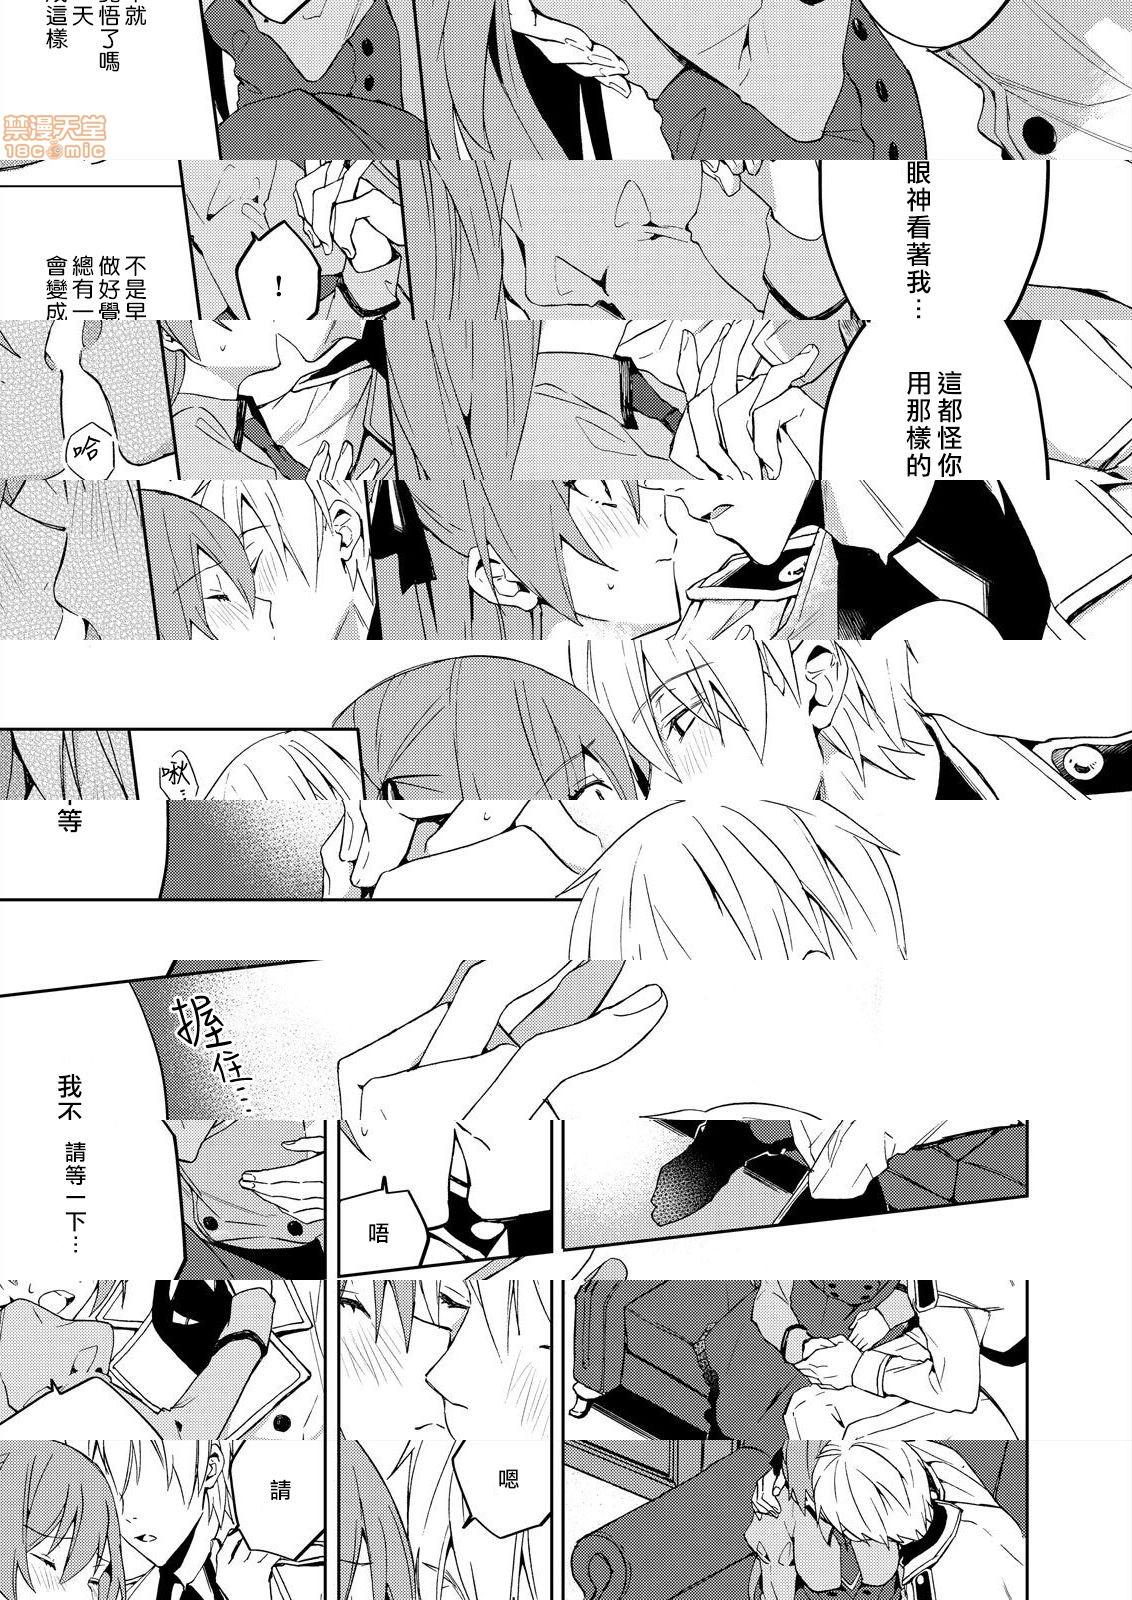 這都怪你
用那樣的
眼神看著我…
!
不是早
就
做好覺
悟了嗎
總有一
天
會變成
這樣
禁漫天堂
18comic
哈
啾…
等
握住…
我不
請等一下…
唔
嗯
請